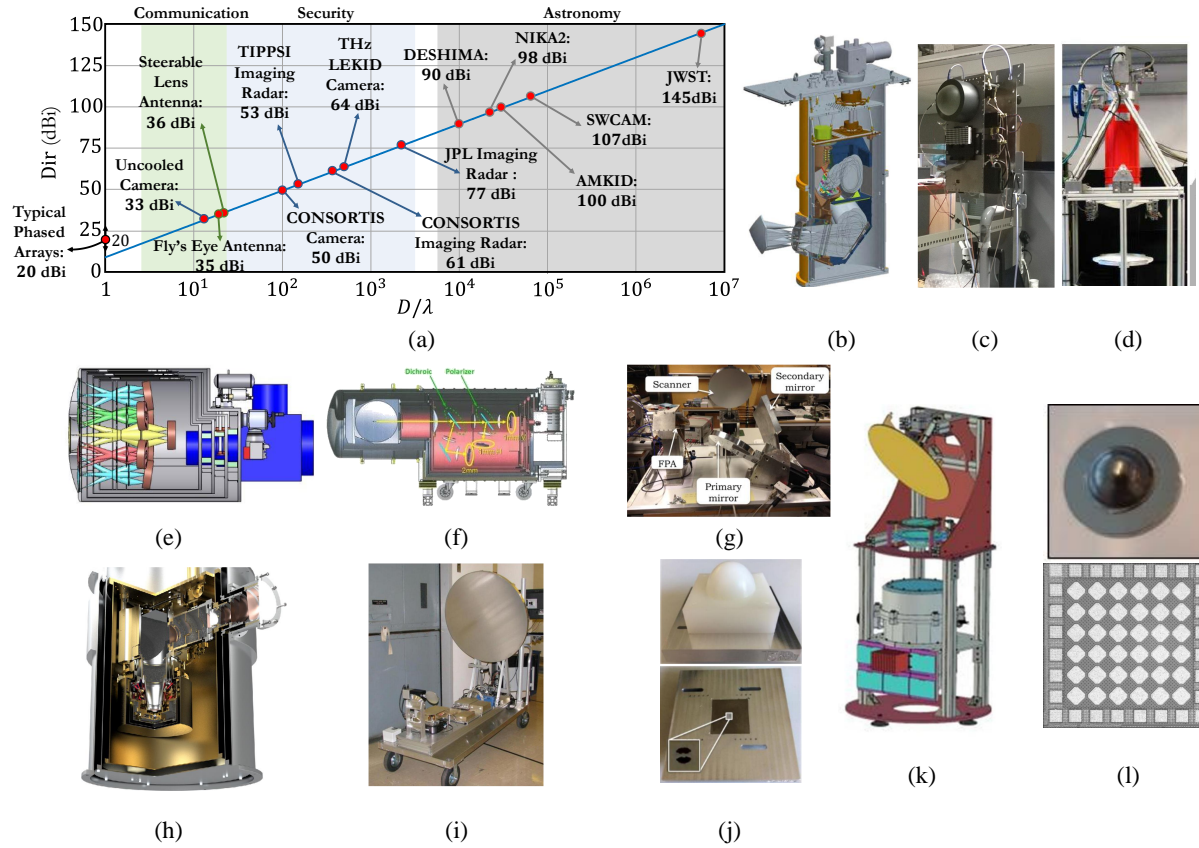 Communication
Security
Astronomy
150
125
100
75
50
25
0
Dir (dBi)
Steerable
Lens
Antenna:
36 dBi
TIPPSI
Imaging
Radar:
53 dBi
THz
LEKID
Camera:
64 dBi
DESHIMA:
90 dBi
NIKA2:
98 dBi
JWST:
145dBi
SWCAM:
107dBi
AMKID:
100 dBi
JPL Imaging
Radar :
77 dBi
Uncooled
Camera:
33 dBi
CONSORTIS
Camera:
50 dBi
CONSORTIS
Imaging Radar:
61 dBi
Fly's Eye Antenna:
35 dBi
Typical
Phased
Arrays:
20 dBi
20
1
10¹
10²
10³
10⁴
10⁵
10⁶
10⁷
D/λ
(a)
(b)
(c)
(d)
Dichroic
Polarizer
2mm
Scanner
Secondary
mirror
FPA
Primary
mirror
(e)
(f)
(g)
(h)
(i)
(j)
(k)
(l)